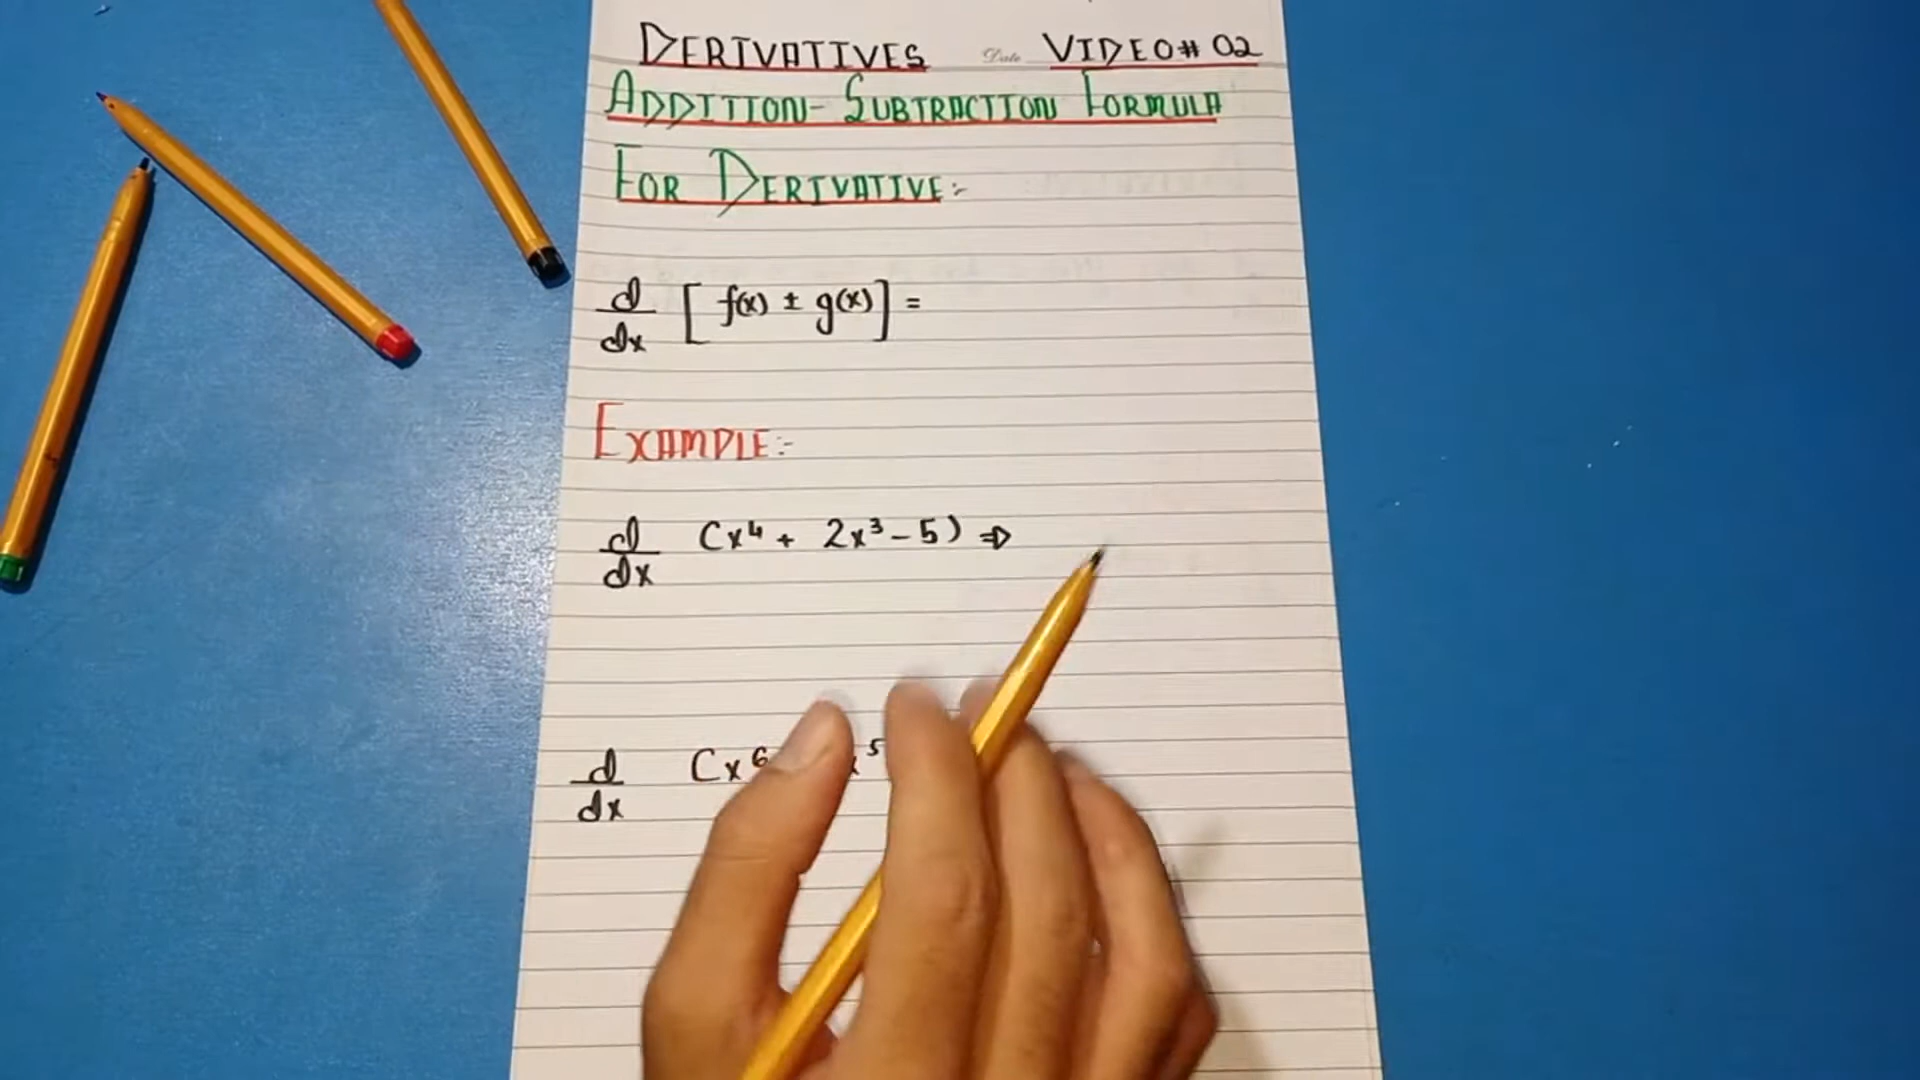 DERIVATIVES Date VIDEO# 02
ADDITION- SUBTRACTION FORMULA
FOR DERIVATIVE:-
d/dx [ f(x) ± g(x) ] =
EXAMPLE:-
d/dx (x⁴ + 2x³ - 5) ⇒
d/dx (x⁶